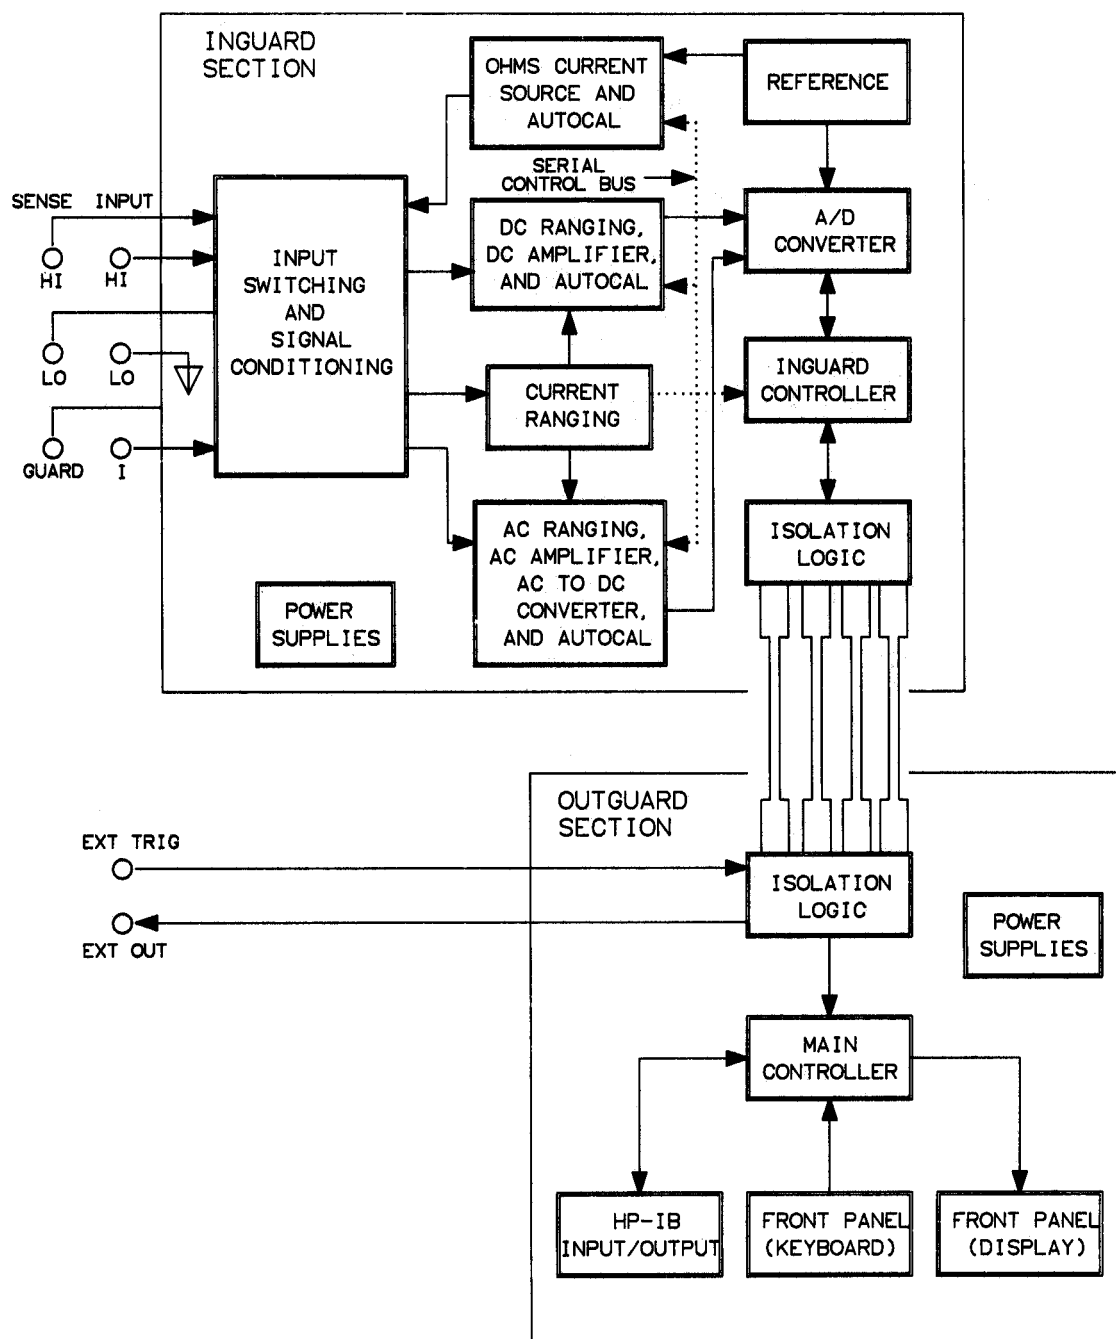 INGUARD
SECTION
OHMS CURRENT
SOURCE AND
AUTOCAL
REFERENCE
SERIAL
CONTROL BUS
SENSE INPUT
HI
HI
LO
LO
GUARD
I
INPUT
SWITCHING
AND
SIGNAL
CONDITIONING
DC RANGING,
DC AMPLIFIER,
AND AUTOCAL
A/D
CONVERTER
CURRENT
RANGING
INGUARD
CONTROLLER
AC RANGING,
AC AMPLIFIER,
AC TO DC
CONVERTER,
AND AUTOCAL
ISOLATION
LOGIC
POWER
SUPPLIES
OUTGUARD
SECTION
EXT TRIG
EXT OUT
ISOLATION
LOGIC
POWER
SUPPLIES
MAIN
CONTROLLER
HP-IB
INPUT/OUTPUT
FRONT PANEL
(KEYBOARD)
FRONT PANEL
(DISPLAY)